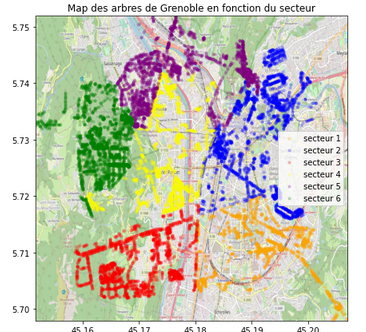 Map des arbres de Grenoble en fonction du secteur
5.75
5.74
5.73
5.72
5.71
5.70
secteur 1
secteur 2
secteur 3
secteur 4
secteur 5
secteur 6
45.16
45.17
45.18
45.19
45.20